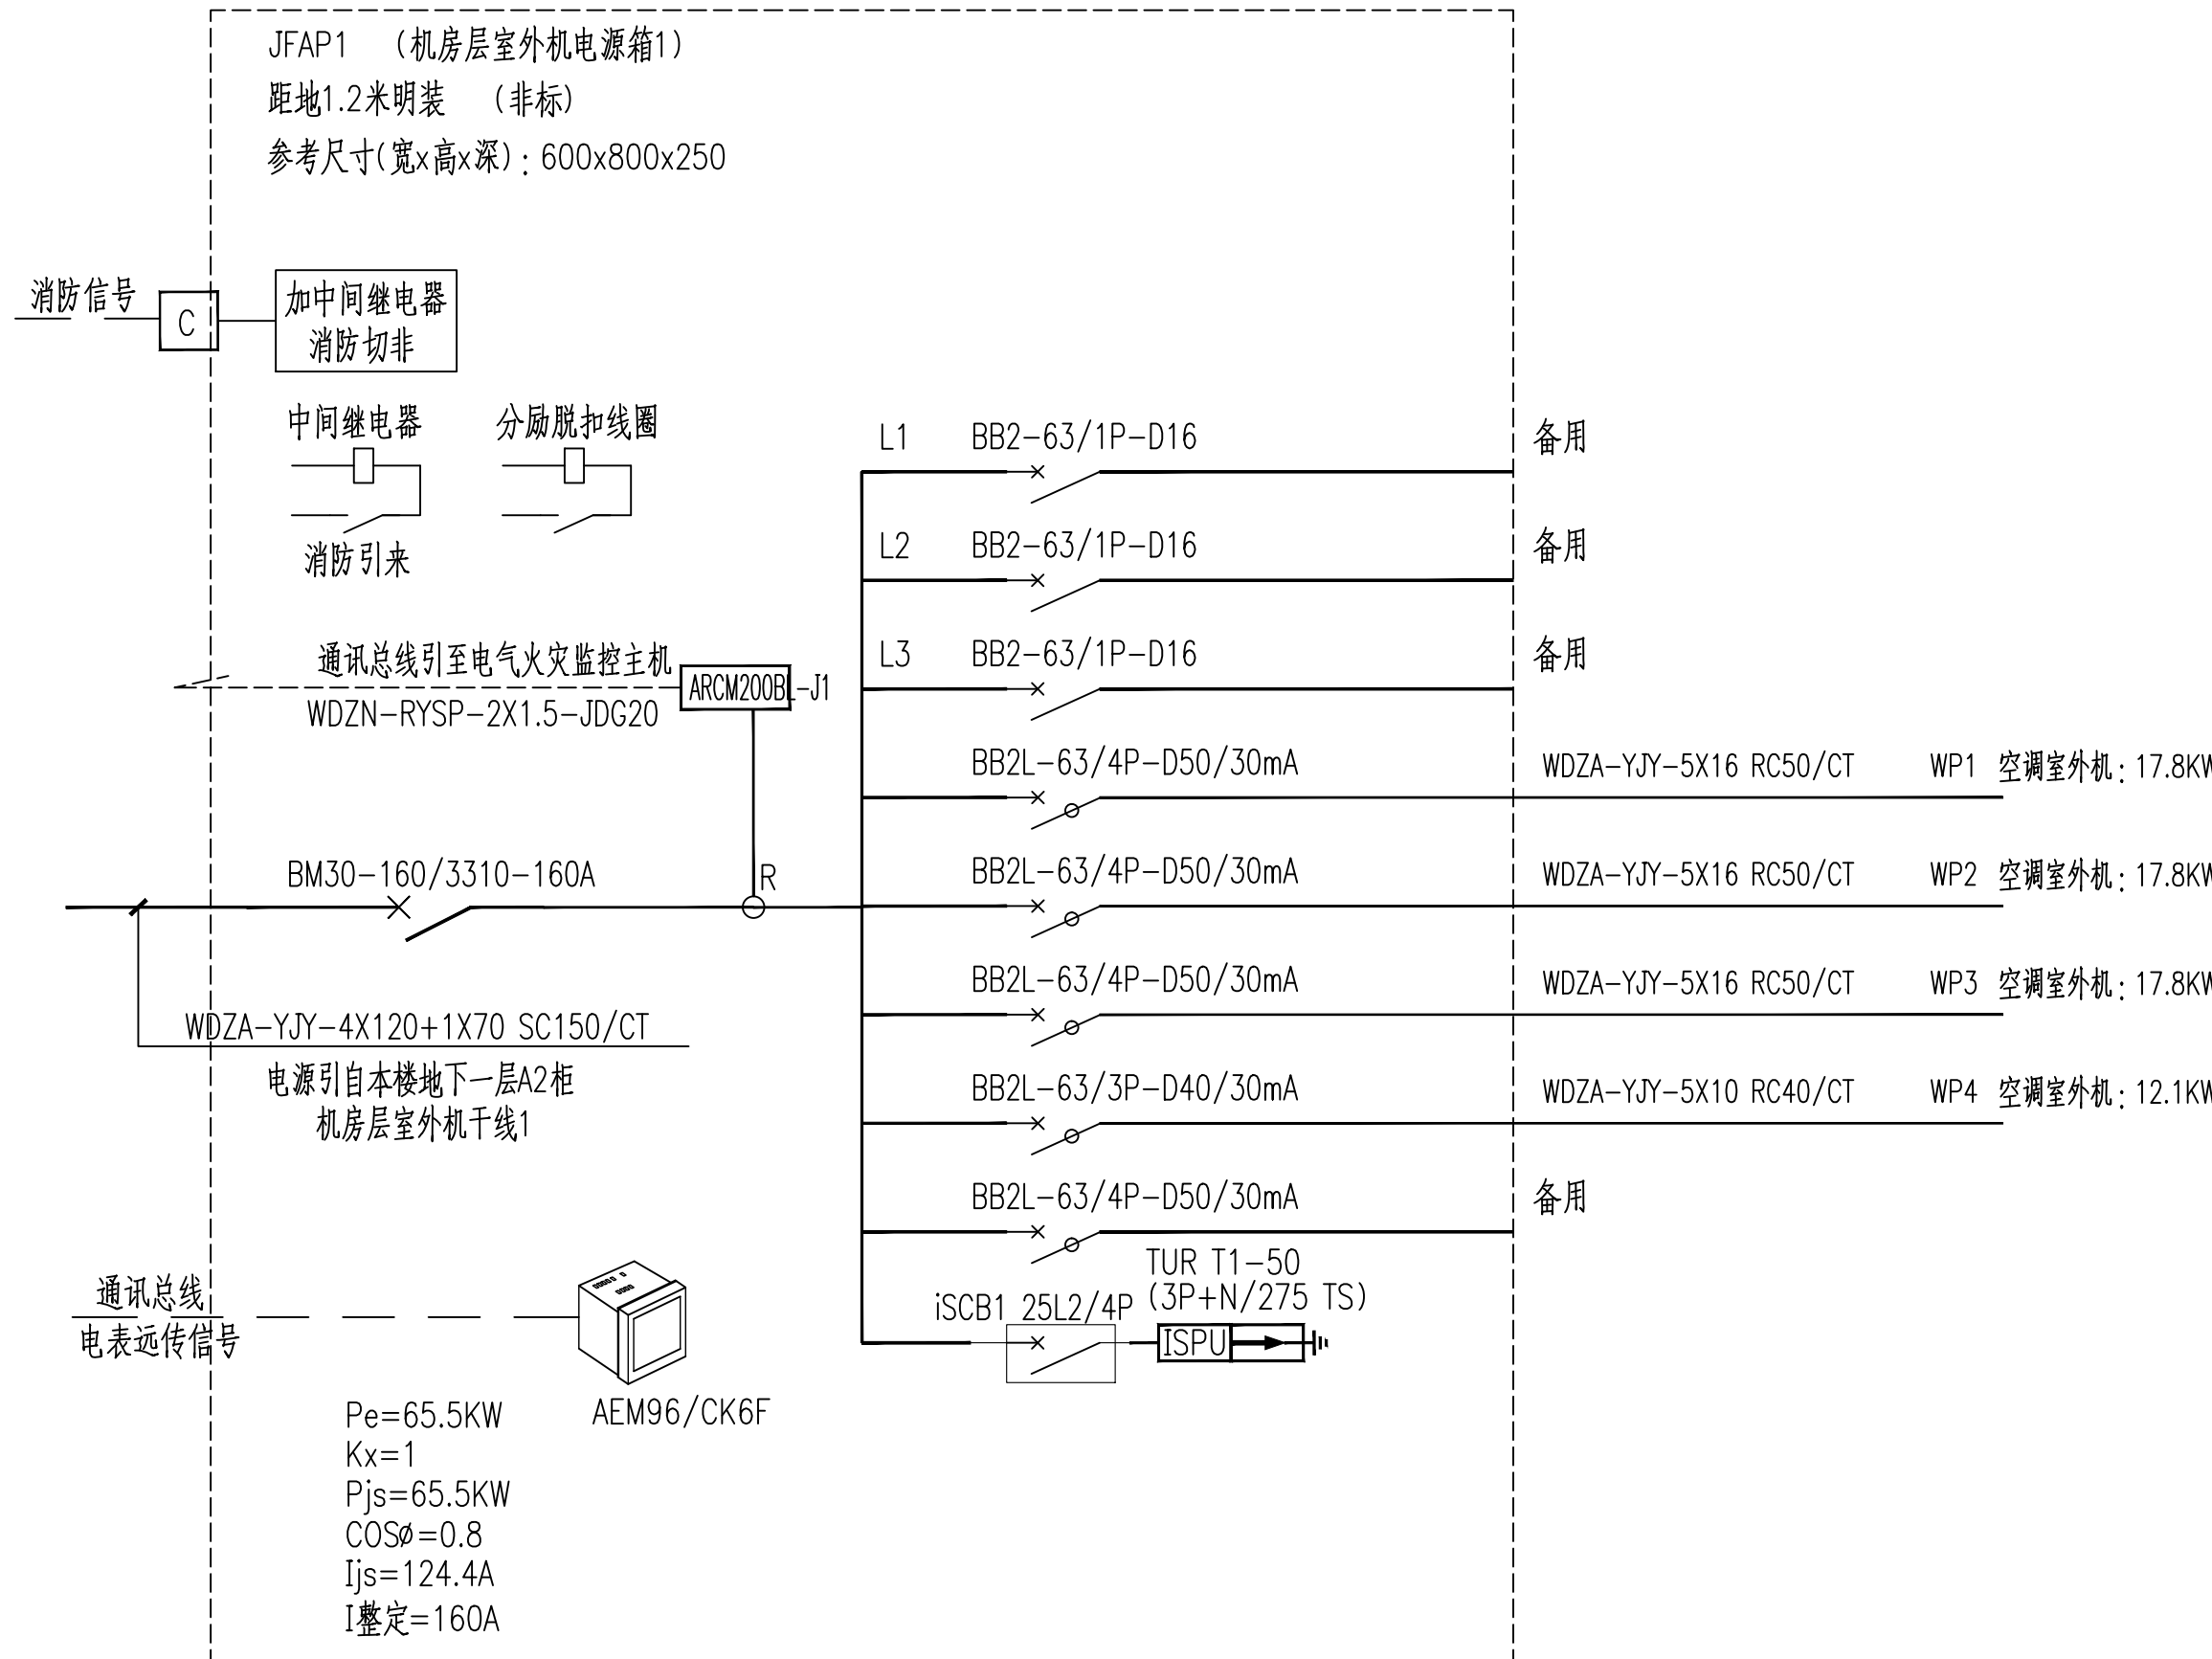 JFAP1 (机房层室外机电源箱1)
距地1.2米明装 (非标)
参考尺寸(宽x高x深): 600x800x250
消防信号
C
加中间继电器
消防切非
中间继电器
分励脱扣线圈
消防引来
L1 BB2-63/1P-D16 备用
L2 BB2-63/1P-D16 备用
L3 BB2-63/1P-D16 备用
通讯总线引至电气火灾监控主机
ARCM200BL-J1
WDZN-RYSP-2X1.5-JDG20
BB2L-63/4P-D50/30mA WDZA-YJY-5X16 RC50/CT WP1 空调室外机: 17.8KW
BM30-160/3310-160A
R
BB2L-63/4P-D50/30mA WDZA-YJY-5X16 RC50/CT WP2 空调室外机: 17.8KW
BB2L-63/4P-D50/30mA WDZA-YJY-5X16 RC50/CT WP3 空调室外机: 17.8KW
WDZA-YJY-4X120+1X70 SC150/CT
电源引自本楼地下一层A2柜
机房层室外机干线1
BB2L-63/3P-D40/30mA WDZA-YJY-5X10 RC40/CT WP4 空调室外机: 12.1KW
BB2L-63/4P-D50/30mA 备用
TUR T1-50
(3P+N/275 TS)
iSCB1 25L2/4P
ISPU
通讯总线
电表远传信号
AEM96/CK6F
Pe=65.5KW
Kx=1
Pjs=65.5KW
COSø=0.8
Ijs=124.4A
I整定=160A